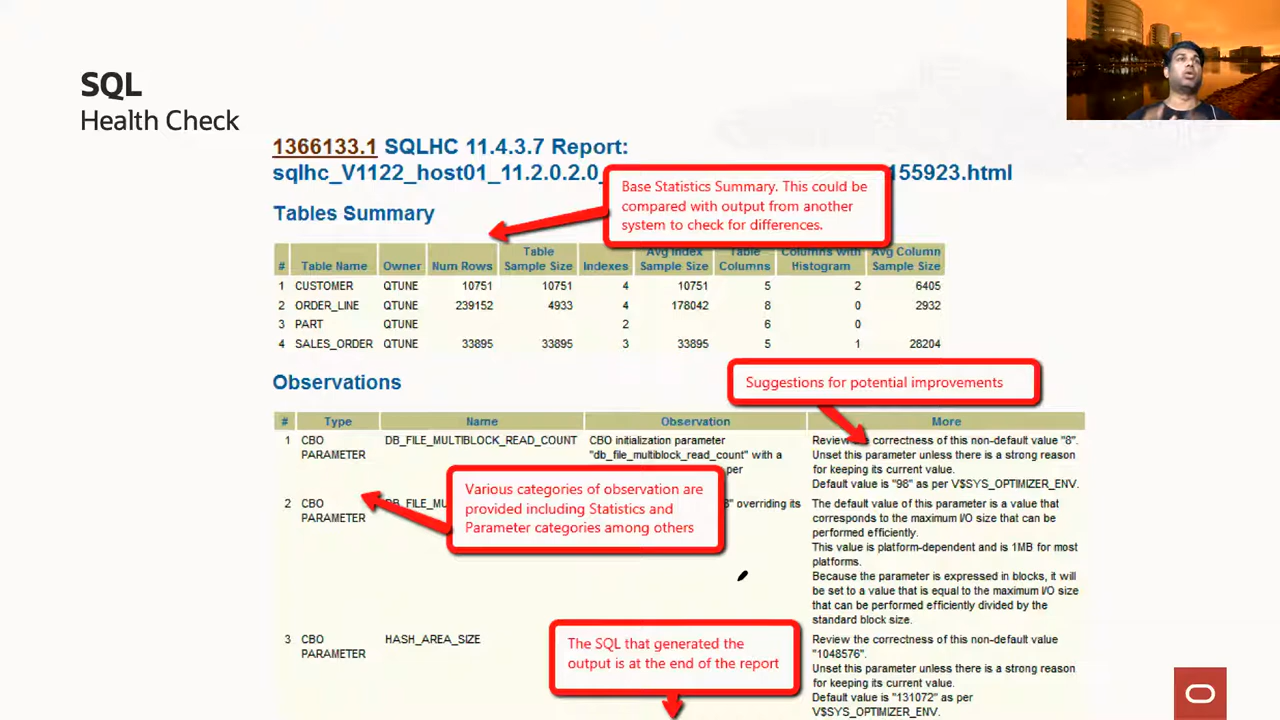 SQL
Health Check
1366133.1 SQLHC 11.4.3.7 Report:
sqlhc_V1122_host01_11.2.0.2.0_ 155923.html
Base Statistics Summary. This could be
compared with output from another
system to check for differences.
Tables Summary
# Table Name Owner Num Rows Table Sample Size Indexes Avg Index Sample Size Table Columns Columns with Histogram Avg Column Sample Size
1 CUSTOMER QTUNE 10751 10751 4 10751 5 2 6405
2 ORDER_LINE QTUNE 239152 4933 4 178042 8 0 2932
3 PART QTUNE 2 6 0
4 SALES_ORDER QTUNE 33895 33895 3 33895 5 1 28204
Observations
Suggestions for potential improvements
# Type Name Observation More
1 CBO PARAMETER DB_FILE_MULTIBLOCK_READ_COUNT CBO initialization parameter
"db_file_multiblock_read_count" with a
per
Review the correctness of this non-default value "8".
Unset this parameter unless there is a strong reason
for keeping its current value.
Default value is "98" as per V$SYS_OPTIMIZER_ENV.
Various categories of observation are
provided including Statistics and
Parameter categories among others
2 CBO PARAMETER DB_FILE_MU 8" overriding its
The default value of this parameter is a value that
corresponds to the maximum I/O size that can be
performed efficiently.
This value is platform-dependent and is 1MB for most
platforms.
Because the parameter is expressed in blocks, it will
be set to a value that is equal to the maximum I/O size
that can be performed efficiently divided by the
standard block size.
3 CBO PARAMETER HASH_AREA_SIZE
The SQL that generated the
output is at the end of the report
Review the correctness of this non-default value
"1048576".
Unset this parameter unless there is a strong reason
for keeping its current value.
Default value is "131072" as per
V$SYS_OPTIMIZER_ENV.